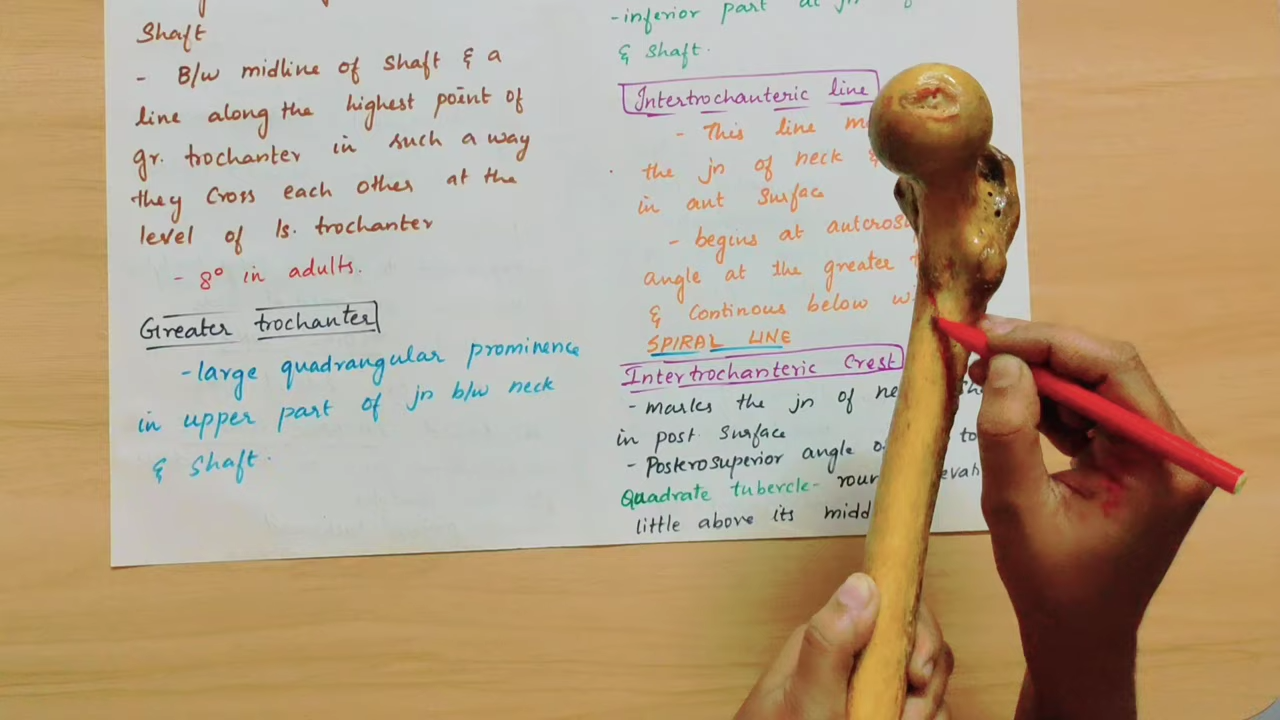 Shaft
- B/w midline of shaft & a
line along the highest point of
gr. trochanter in such a way
they cross each other at the
level of ls. trochanter
- 8° in adults.
Greater trochanter
- large quadrangular prominence
in upper part of jn b/w neck
& shaft.
- inferior part at jn of
& shaft.
Intertrochanteric line
- This line
the jn of neck &
in ant surface
- begins at
angle at the greater
& Continous below
SPIRAL LINE
Intertrochanteric Crest
- marks the jn of
in post surface
- Posterosuperior angle
Quadrate tubercle-
little above its